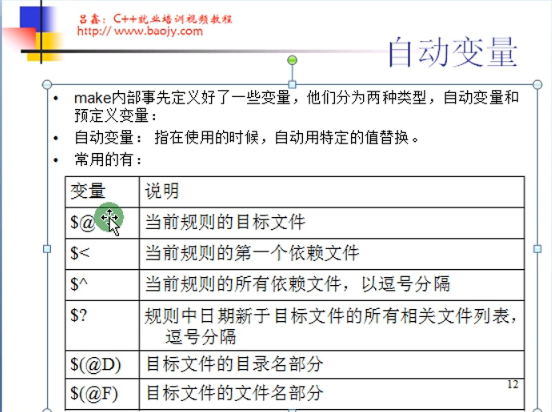 吕鑫：C++就业培训视频教程
http://www.baojy.com
自动变量
• make内部事先定义好了一些变量，他们分为两种类型，自动变量和
预定义变量：
• 自动变量： 指在使用的时候，自动用特定的值替换。
• 常用的有：
变量 说明
$@ 当前规则的目标文件
$< 当前规则的第一个依赖文件
$^ 当前规则的所有依赖文件，以逗号分隔
$? 规则中日期新于目标文件的所有相关文件列表，
逗号分隔
$(@D) 目标文件的目录名部分
$(@F) 目标文件的文件名部分
12